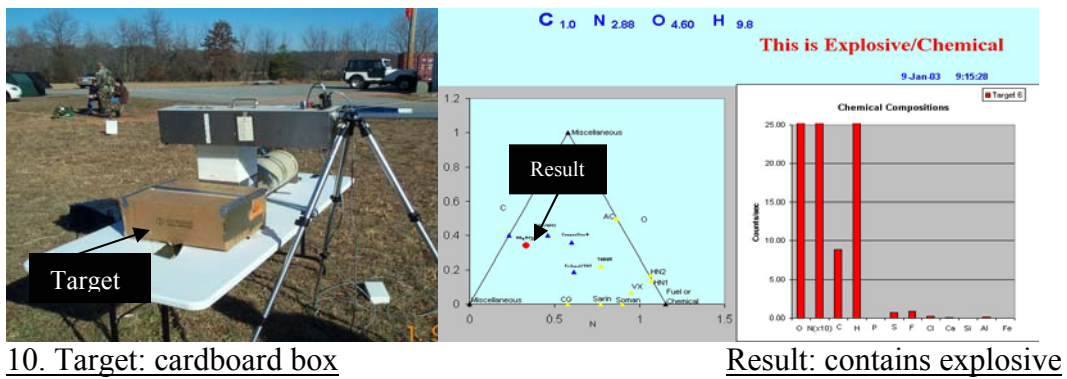 C 1.0 N 2.88 O 4.60 H 9.8
This is Explosive/Chemical
9-Jan-03 9:15:28
Target 6
Chemical Compositions
25.00
20.00
15.00
10.00
5.00
0.00
Counts/sec
O N(x10) C H P S F Cl Ca Si Al Fe
1.2
1
0.8
0.6
0.4
0.2
0
Miscellaneous
Result
C
AC
O
HN2
HN1
VX
Fuel or
Chemical
Miscellaneous
CG
Sarin
Soman
0 0.5 1 1.5
N
Target
10. Target: cardboard box
Result: contains explosive